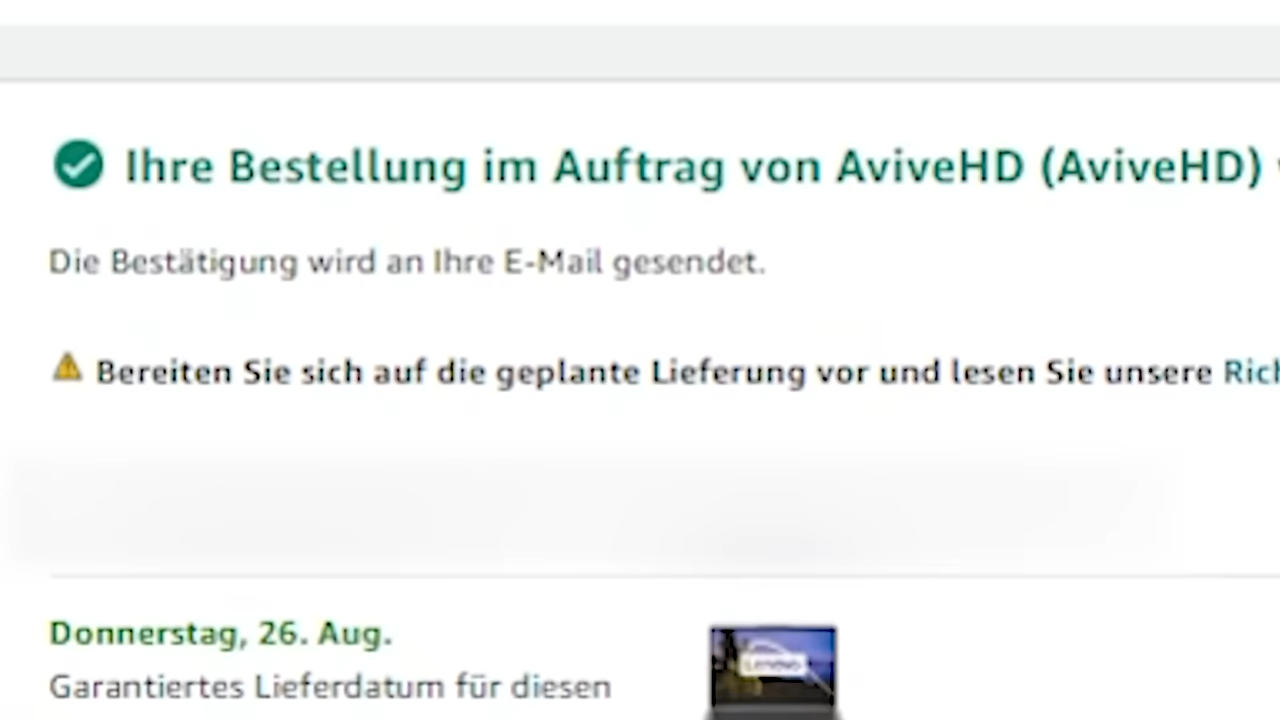 Ihre Bestellung im Auftrag von AviveHD (AviveHD)
Die Bestätigung wird an Ihre E-Mail gesendet.
Bereiten Sie sich auf die geplante Lieferung vor und lesen Sie unsere
Donnerstag, 26. Aug.
Garantiertes Lieferdatum für diesen
Lenovo